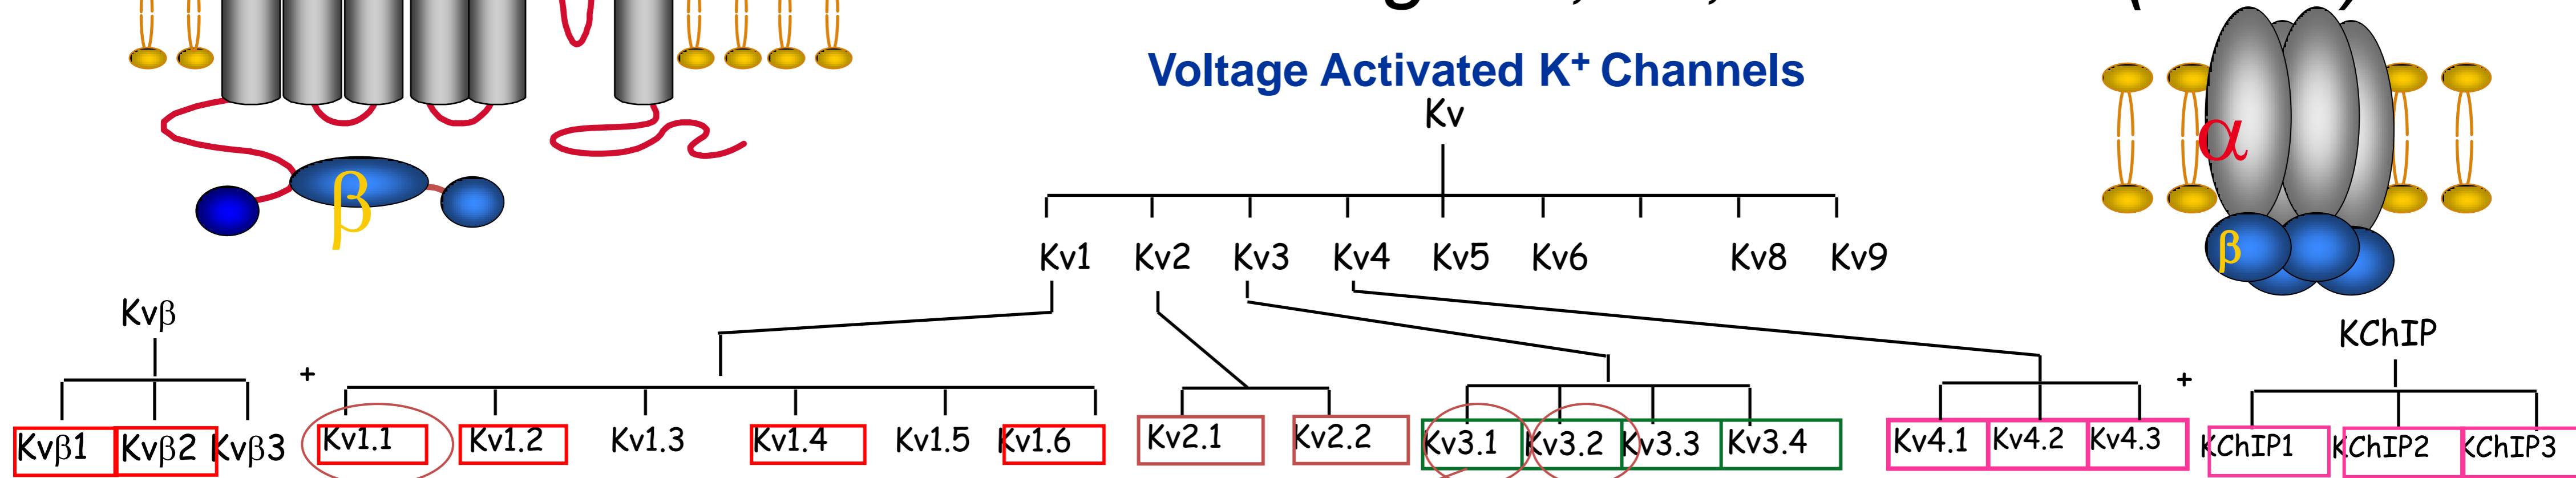 Voltage Activated K+ Channels
Kv
α
β
β
Kv1 Kv2 Kv3 Kv4 Kv5 Kv6 Kv8 Kv9
Kvβ
KChIP
+
+
Kvβ1 Kvβ2 Kvβ3 Kv1.1 Kv1.2 Kv1.3 Kv1.4 Kv1.5 Kv1.6 Kv2.1 Kv2.2 Kv3.1 Kv3.2 Kv3.3 Kv3.4 Kv4.1 Kv4.2 Kv4.3 KChIP1 KChIP2 KChIP3